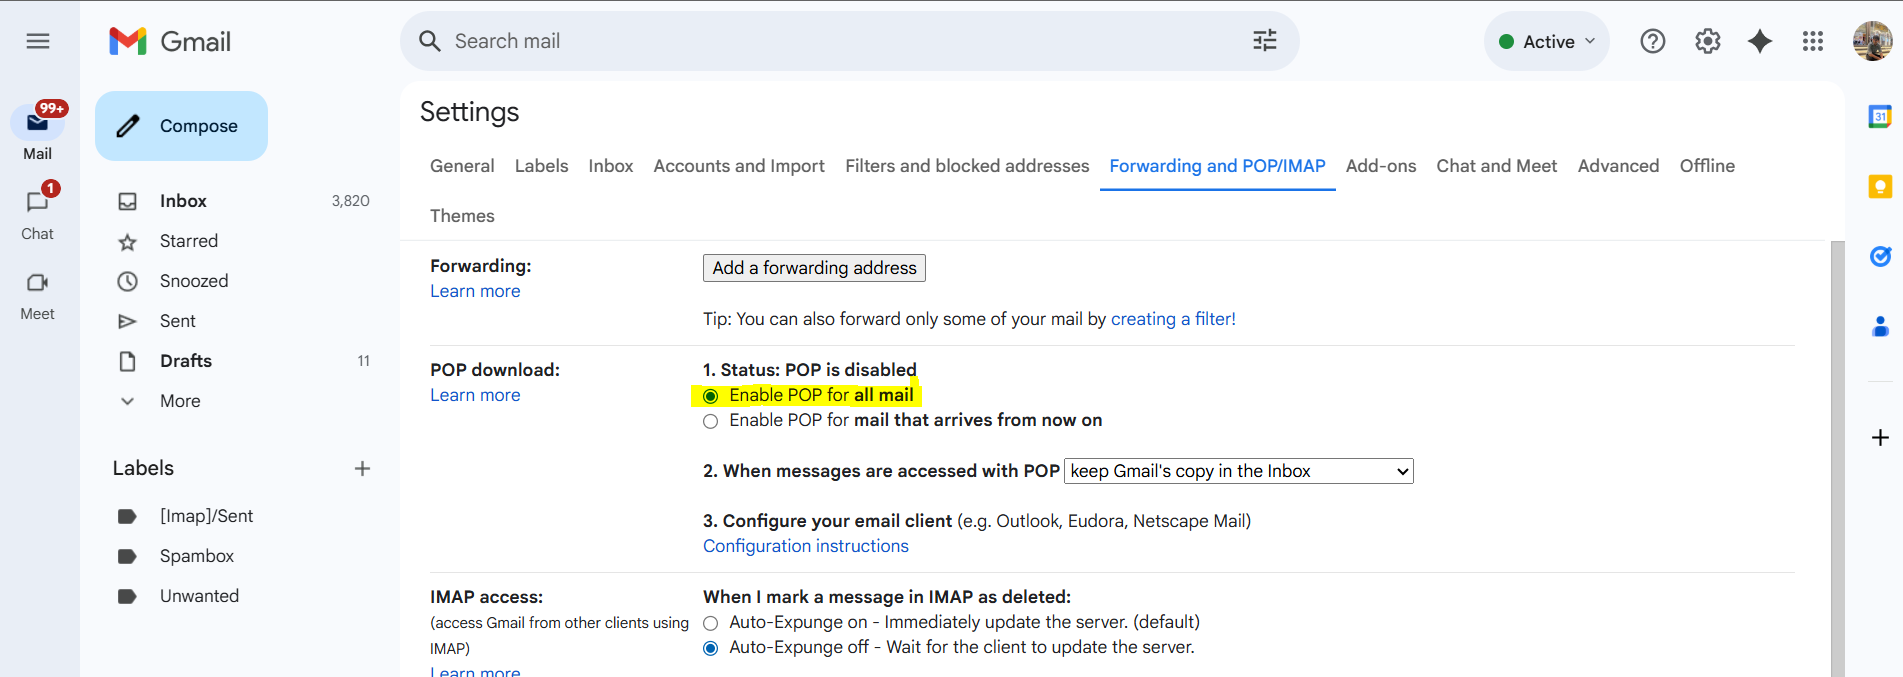 Gmail
Search mail
Active
99+
Mail
1
Chat
Meet
Compose
Inbox 3,820
Starred
Snoozed
Sent
Drafts 11
More
Labels
[Imap]/Sent
Spambox
Unwanted
Settings
General Labels Inbox Accounts and Import Filters and blocked addresses Forwarding and POP/IMAP Add-ons Chat and Meet Advanced Offline
Themes
Forwarding:
Learn more
Add a forwarding address
Tip: You can also forward only some of your mail by creating a filter!
POP download:
Learn more
1. Status: POP is disabled
Enable POP for all mail
Enable POP for mail that arrives from now on
2. When messages are accessed with POP keep Gmail's copy in the Inbox
3. Configure your email client (e.g. Outlook, Eudora, Netscape Mail)
Configuration instructions
IMAP access:
(access Gmail from other clients using
IMAP)
Learn more
When I mark a message in IMAP as deleted:
Auto-Expunge on - Immediately update the server. (default)
Auto-Expunge off - Wait for the client to update the server.
31